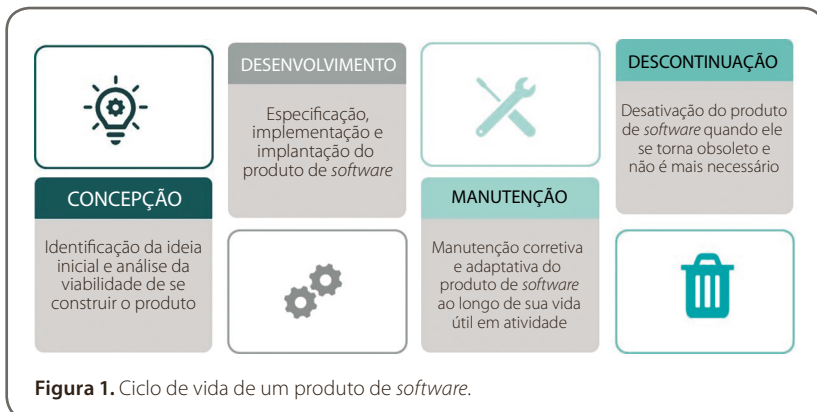 CONCEPÇÃO
Identificação da ideia
inicial e análise da
viabilidade de se
construir o produto
DESENVOLVIMENTO
Especificação,
implementação e
implantação do
produto de software
MANUTENÇÃO
Manutenção corretiva
e adaptativa do
produto de software
ao longo de sua vida
útil em atividade
DESCONTINUAÇÃO
Desativação do produto
de software quando ele
se torna obsoleto e
não é mais necessário
Figura 1. Ciclo de vida de um produto de software.